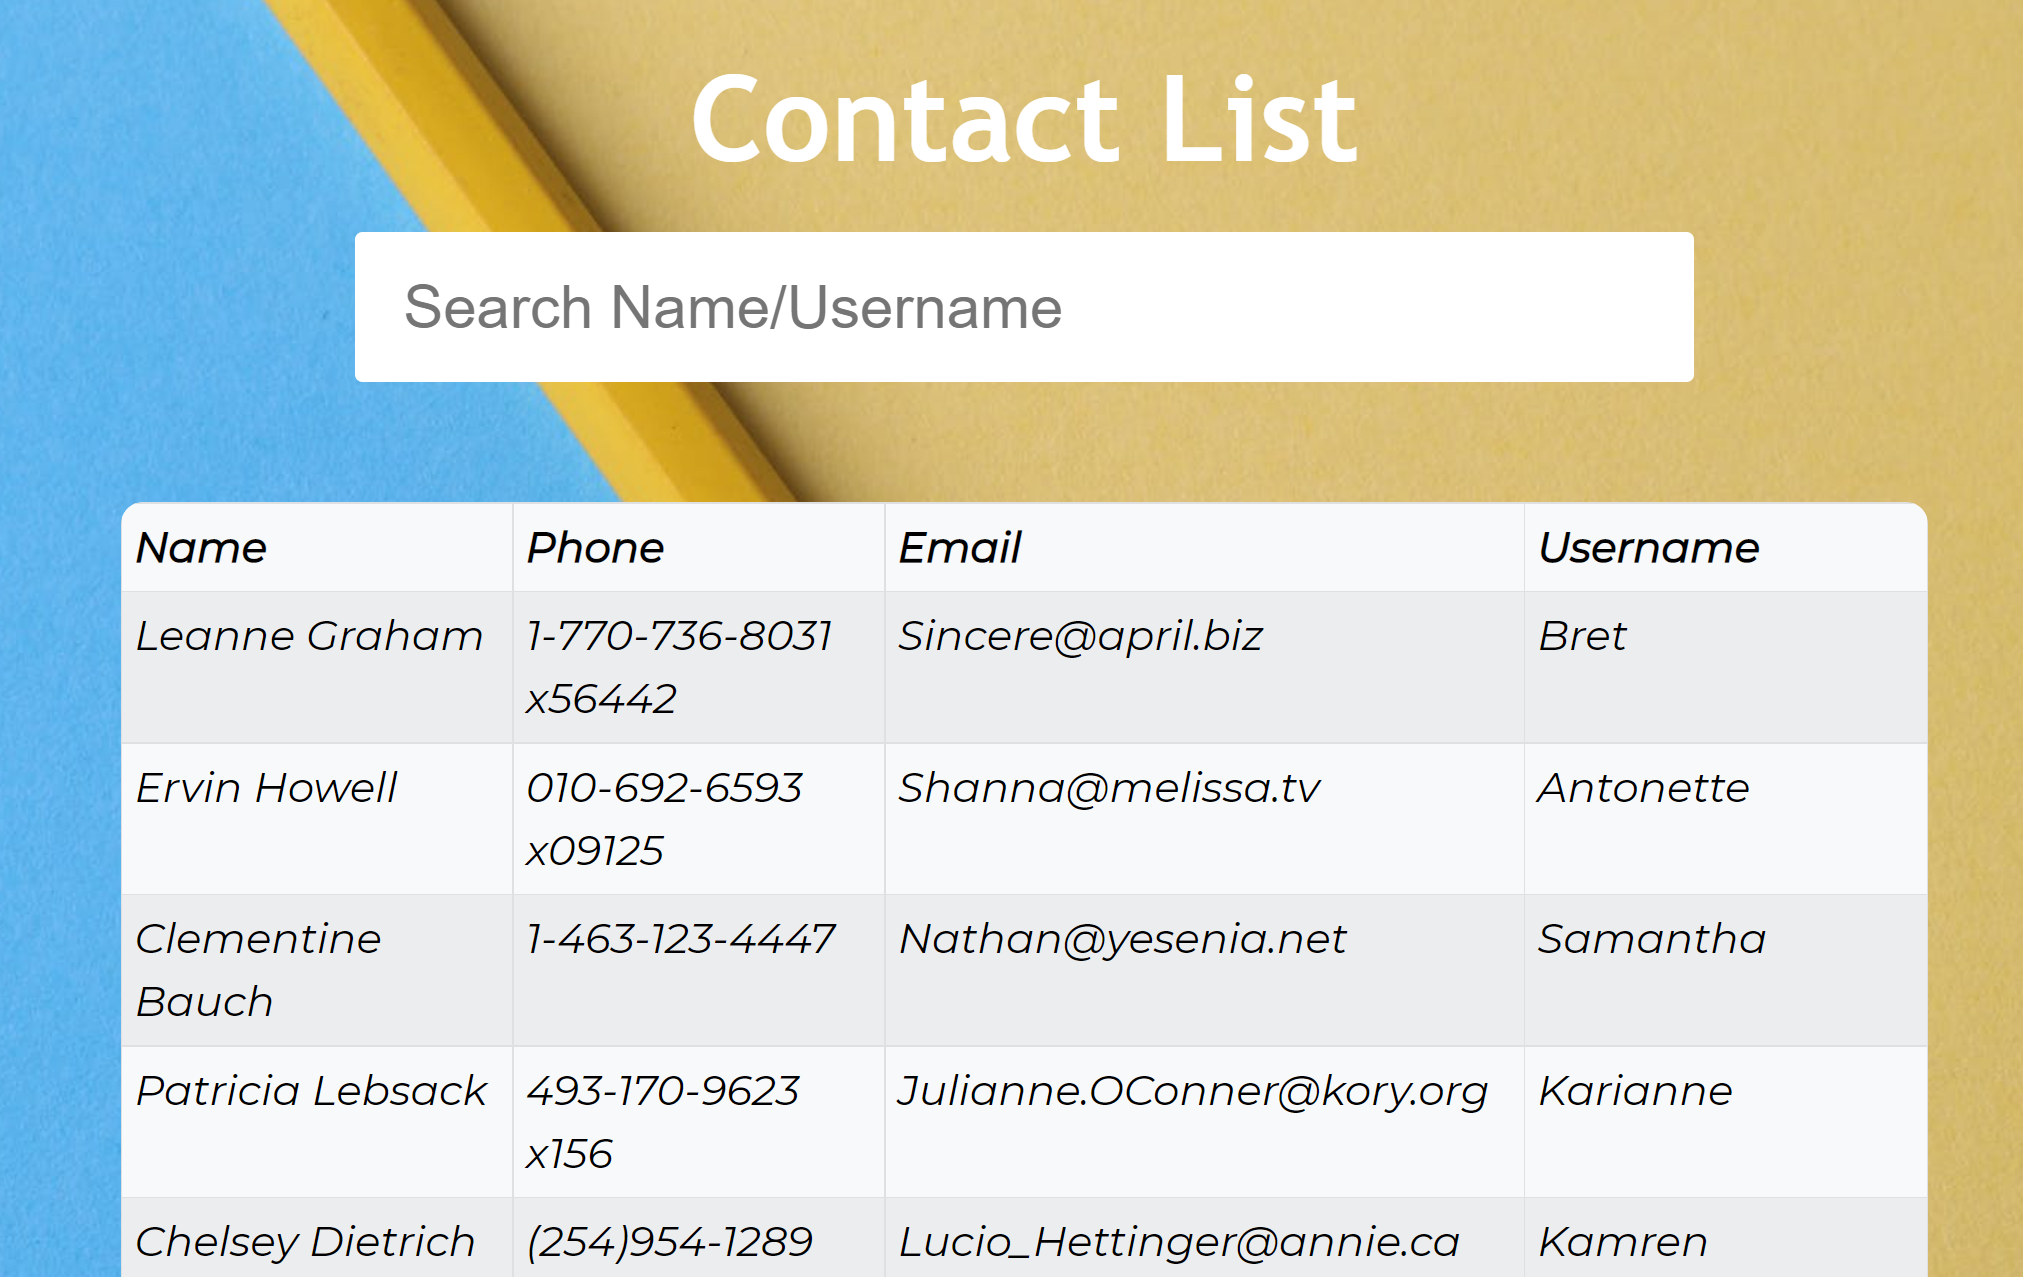 Contact List
Search Name/Username
Name Phone Email Username
Leanne Graham 1-770-736-8031 Sincere@april.biz Bret
x56442
Ervin Howell 010-692-6593 Shanna@melissa.tv Antonette
x09125
Clementine 1-463-123-4447 Nathan@yesenia.net Samantha
Bauch
Patricia Lebsack 493-170-9623 Julianne.OConner@kory.org Karianne
x156
Chelsey Dietrich (254)954-1289 Lucio_Hettinger@annie.ca Kamren